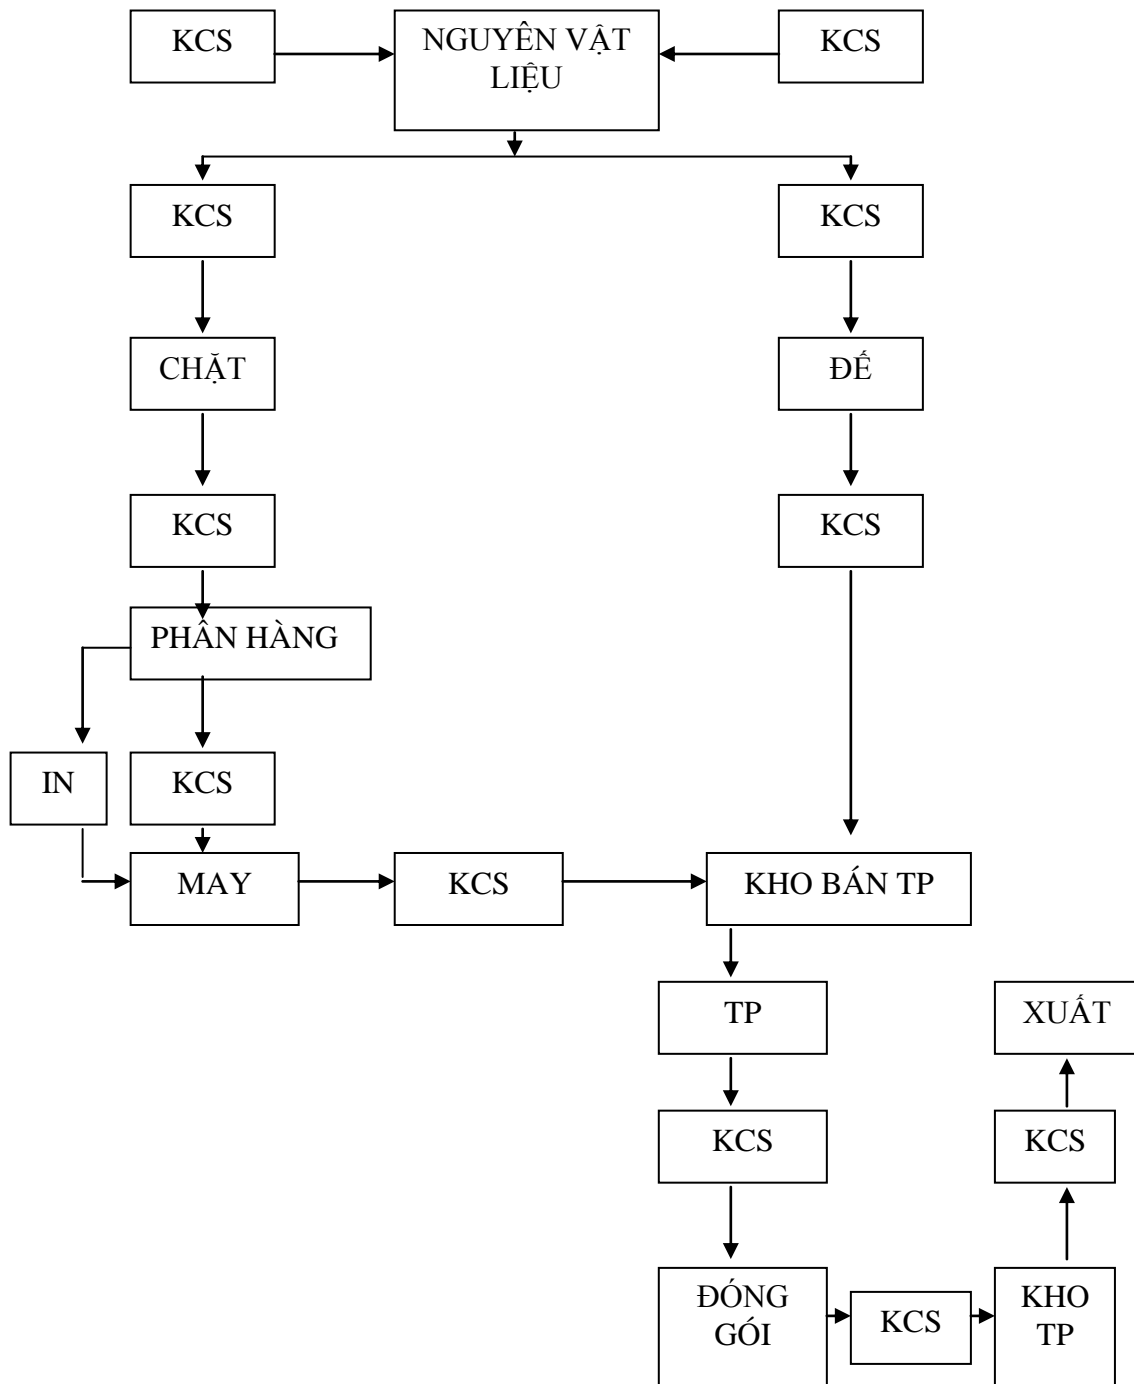 KCS
NGUYÊN VẬT
LIỆU
KCS
KCS
KCS
CHẶT
ĐẾ
KCS
KCS
PHÂN HÀNG
IN
KCS
MAY
KCS
KHO BÁN TP
TP
XUẤT
KCS
KCS
ĐÓNG
GÓI
KCS
KHO
TP